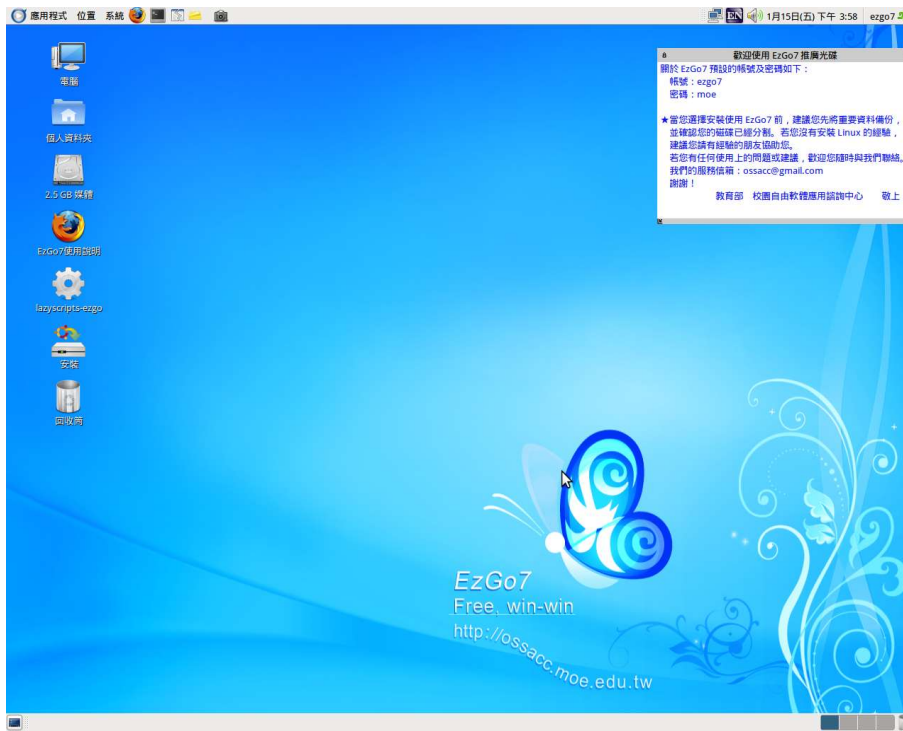 應用程式 位置 系統
EN 1月15日(五) 下午 3:58 ezgo7
電腦
個人資料夾
2.5 GB 媒體
EzGo7使用說明
lazyscripts-ezgo
安裝
回收筒
歡迎使用 EzGo7 推廣光碟
關於 EzGo7 預設的帳號及密碼如下：
帳號：ezgo7
密碼：moe
★當您選擇安裝使用 EzGo7 前，建議您先將重要資料備份，
並確認您的磁碟已經分割。若您沒有安裝 Linux 的經驗，
建議您請有經驗的朋友協助您。
若您有任何使用上的問題或建議，歡迎您隨時與我們聯絡。
我們的服務信箱：ossacc@gmail.com
謝謝！
教育部 校園自由軟體應用諮詢中心 敬上
EzGo7
Free, win-win
http://ossacc.moe.edu.tw